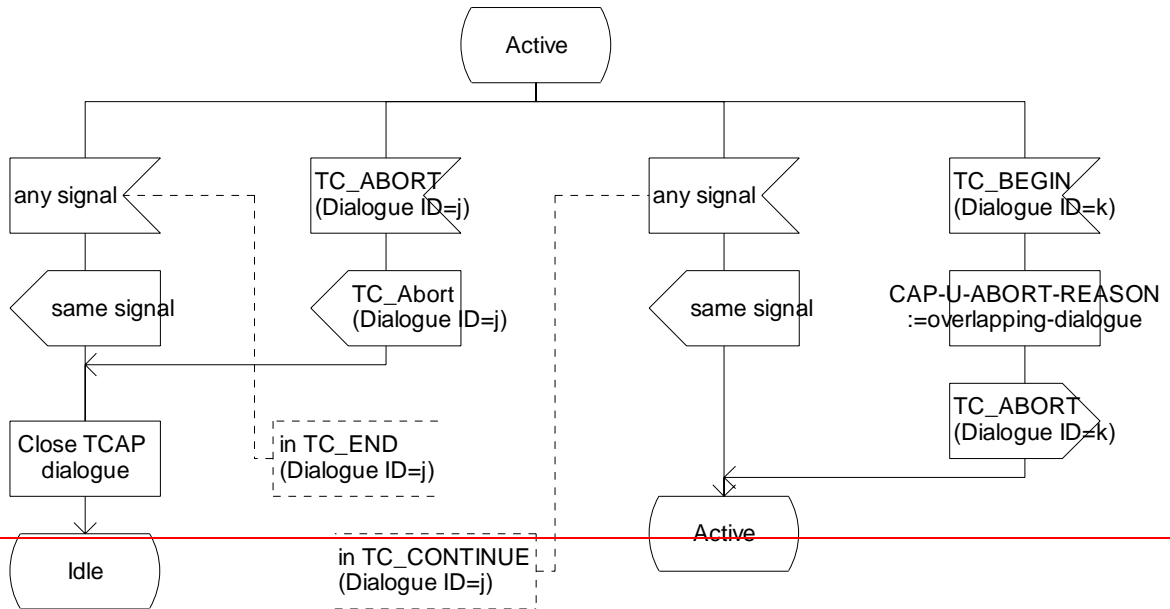 Active
any signal
TC_ABORT
(Dialogue ID=j)
any signal
TC_BEGIN
(Dialogue ID=k)
same signal
TC_Abort
(Dialogue ID=j)
same signal
CAP-U-ABORT-REASON
:=overlapping-dialogue
TC_ABORT
(Dialogue ID=k)
Close TCAP
dialogue
in TC_END
(Dialogue ID=j)
Active
Idle
in TC_CONTINUE
(Dialogue ID=j)